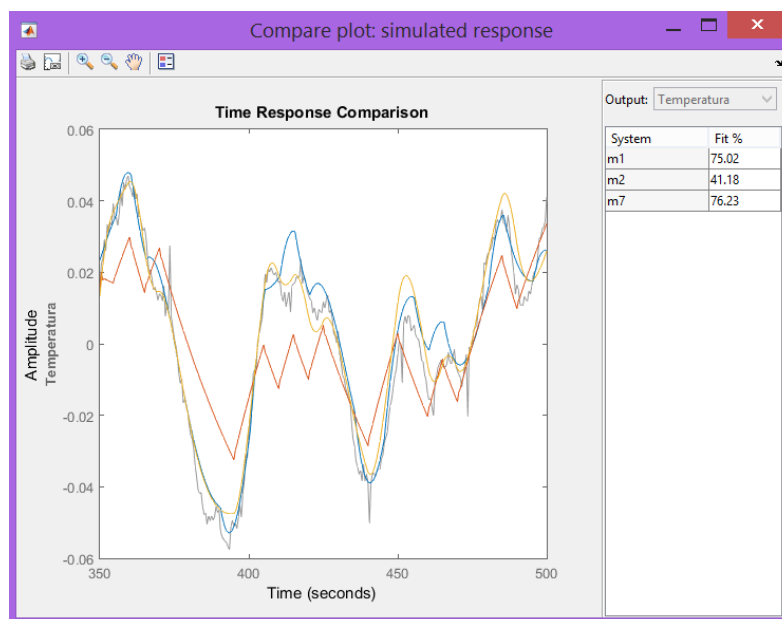 Compare plot: simulated response
Time Response Comparison
0.06
0.04
0.02
0
-0.02
-0.04
-0.06
Amplitude
Temperatura
350
400
450
500
Time (seconds)
Output: Temperatura
System Fit %
m1 75.02
m2 41.18
m7 76.23